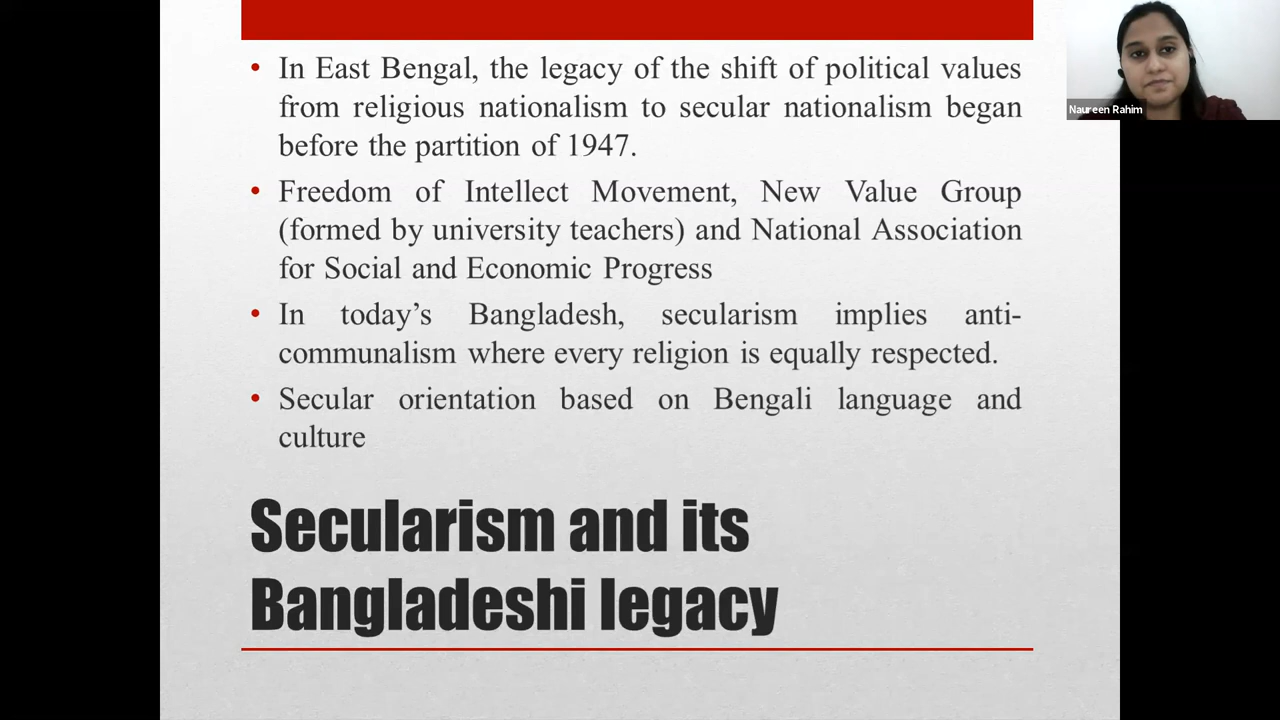 • In East Bengal, the legacy of the shift of political values
from religious nationalism to secular nationalism began
before the partition of 1947.
• Freedom of Intellect Movement, New Value Group
(formed by university teachers) and National Association
for Social and Economic Progress
• In today’s Bangladesh, secularism implies anti-
communalism where every religion is equally respected.
• Secular orientation based on Bengali language and
culture
Secularism and its
Bangladeshi legacy
Naureen Rahim